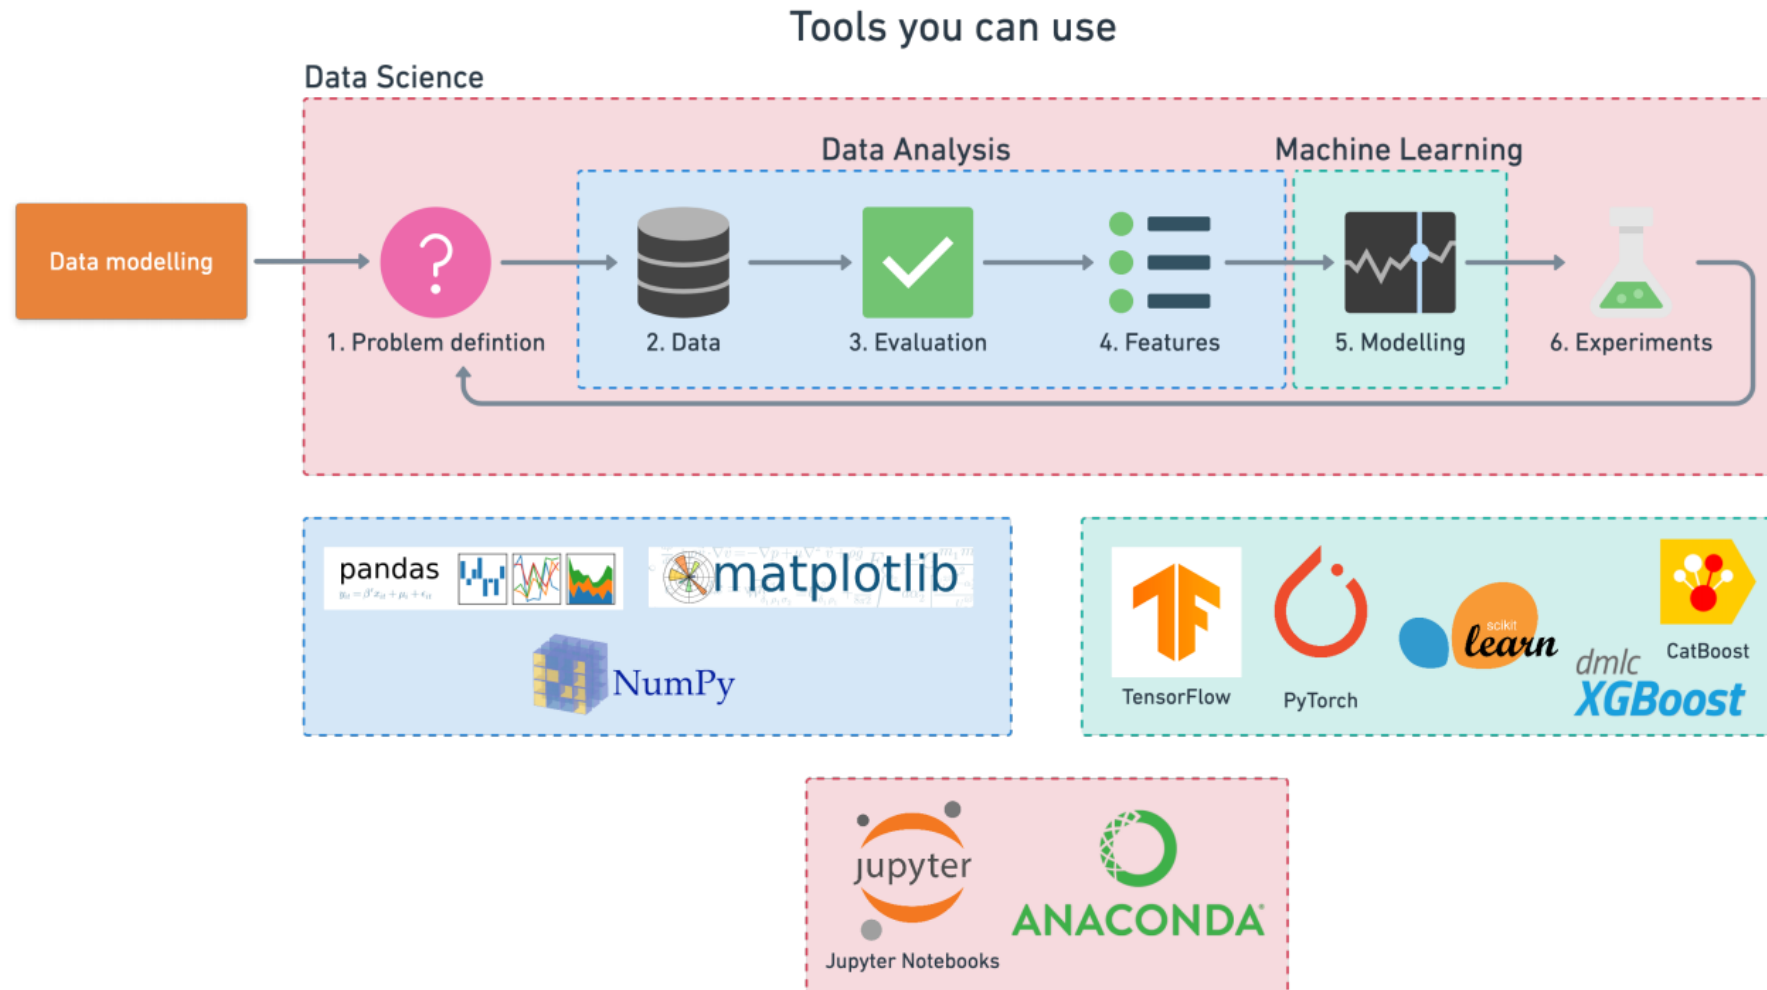 Tools you can use
Data Science
Data Analysis
Machine Learning
Data modelling
1. Problem defintion
2. Data
3. Evaluation
4. Features
5. Modelling
6. Experiments
pandas
matplotlib
NumPy
TensorFlow
PyTorch
scikit
learn
dmlc
XGBoost
CatBoost
jupyter
Jupyter Notebooks
ANACONDA